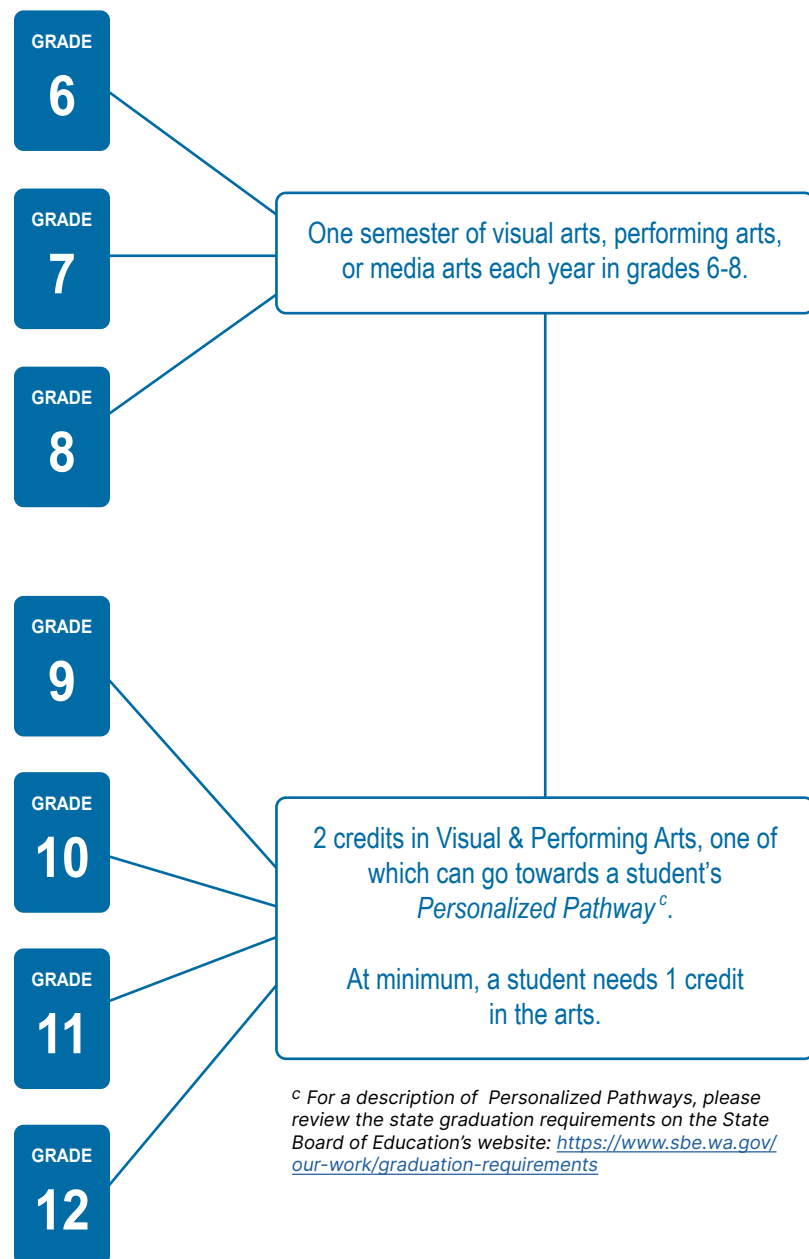 GRADE
6
GRADE
7
GRADE
8
One semester of visual arts, performing arts,
or media arts each year in grades 6-8.
GRADE
9
GRADE
10
GRADE
11
GRADE
12
2 credits in Visual & Performing Arts, one of
which can go towards a student’s
Personalized Pathway c.
At minimum, a student needs 1 credit
in the arts.
c For a description of  Personalized Pathways, please
review the state graduation requirements on the State
Board of Education’s website: https://www.sbe.wa.gov/
our-work/graduation-requirements